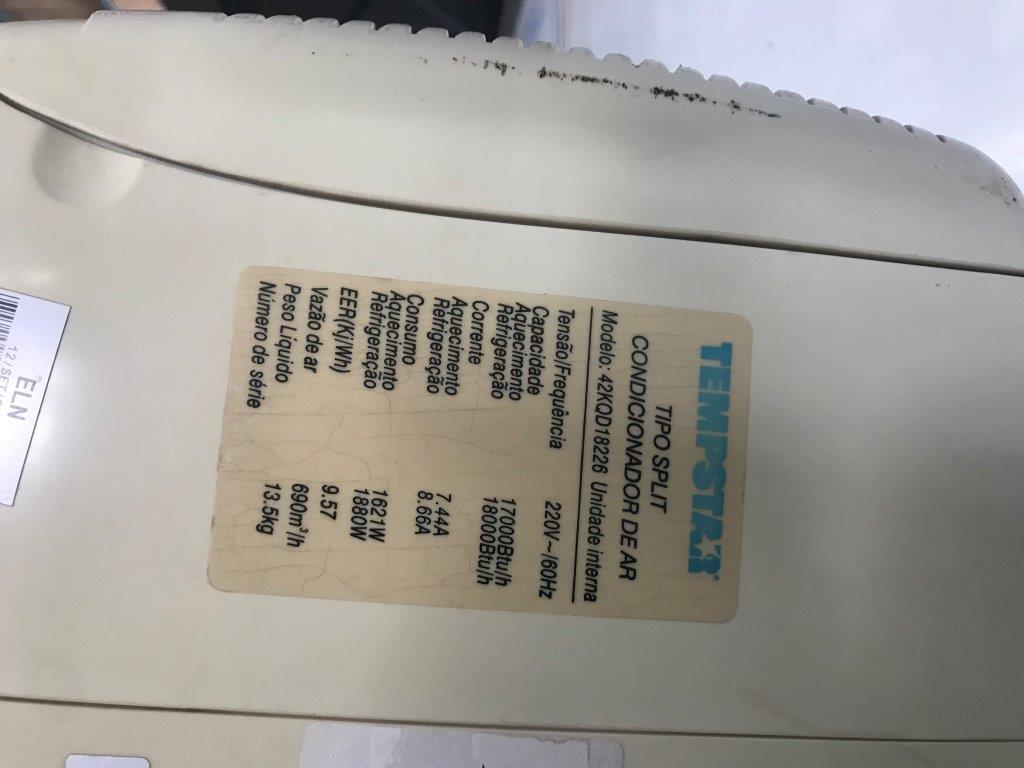 TEMPSTAR
TIPO SPLIT
CONDICIONADOR DE AR
Modelo: 42KQD18226 Unidade interna
Tensão/Frequência 220V~/60Hz
Capacidade
Aquecimento 17000Btu/h
Refrigeração 18000Btu/h
Corrente
Aquecimento 7.44A
Refrigeração 8.66A
Consumo
Aquecimento 1621W
Refrigeração 1880W
EER(Kj/Wh) 9.57
Vazão de ar 690m³/h
Peso Líquido 13.5kg
Número de série
ELN